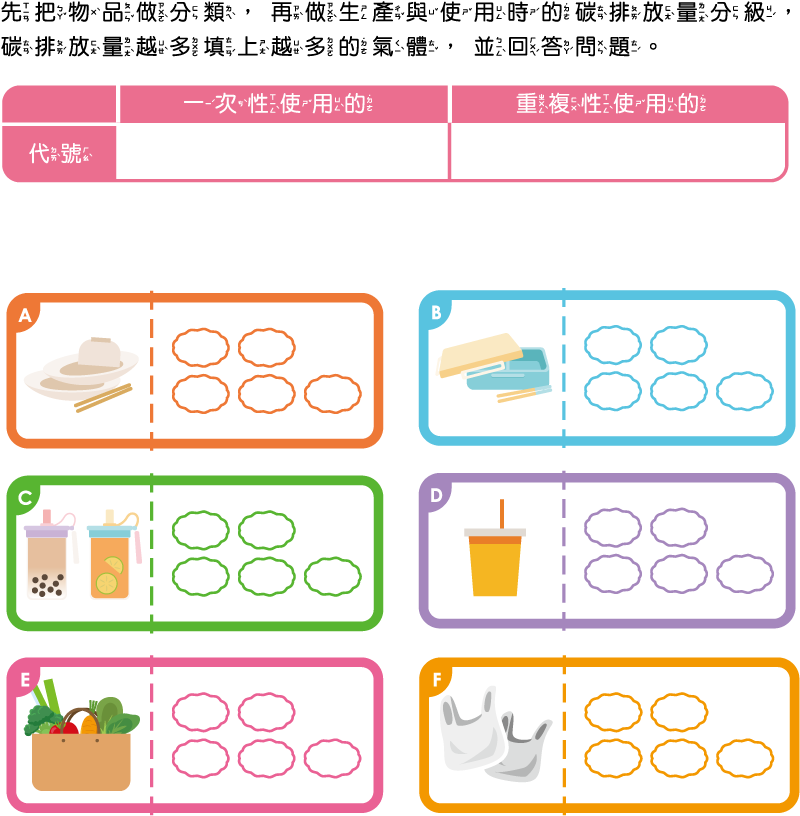 先把物品做分類，再做生產與使用時的碳排放量分級，
碳排放量越多填上越多的氣體，並回答問題。
一次性使用的 重複性使用的
代號
A B
C D
E F